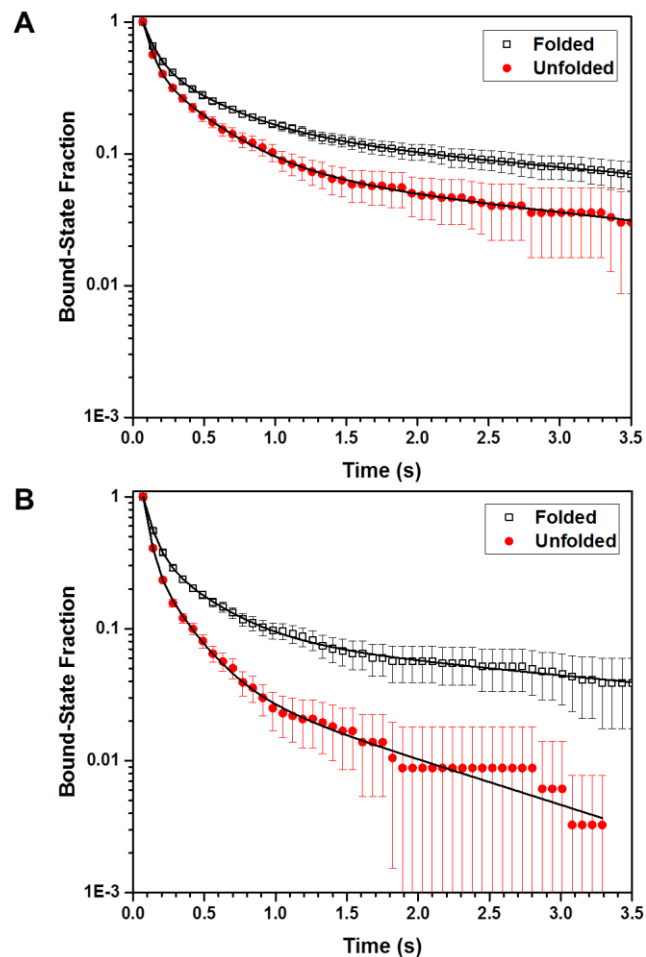 A
Folded
Unfolded
Bound-State Fraction
1
0.1
0.01
1E-3
0.0 0.5 1.0 1.5 2.0 2.5 3.0 3.5
Time (s)
B
Folded
Unfolded
Bound-State Fraction
1
0.1
0.01
1E-3
0.0 0.5 1.0 1.5 2.0 2.5 3.0 3.5
Time (s)